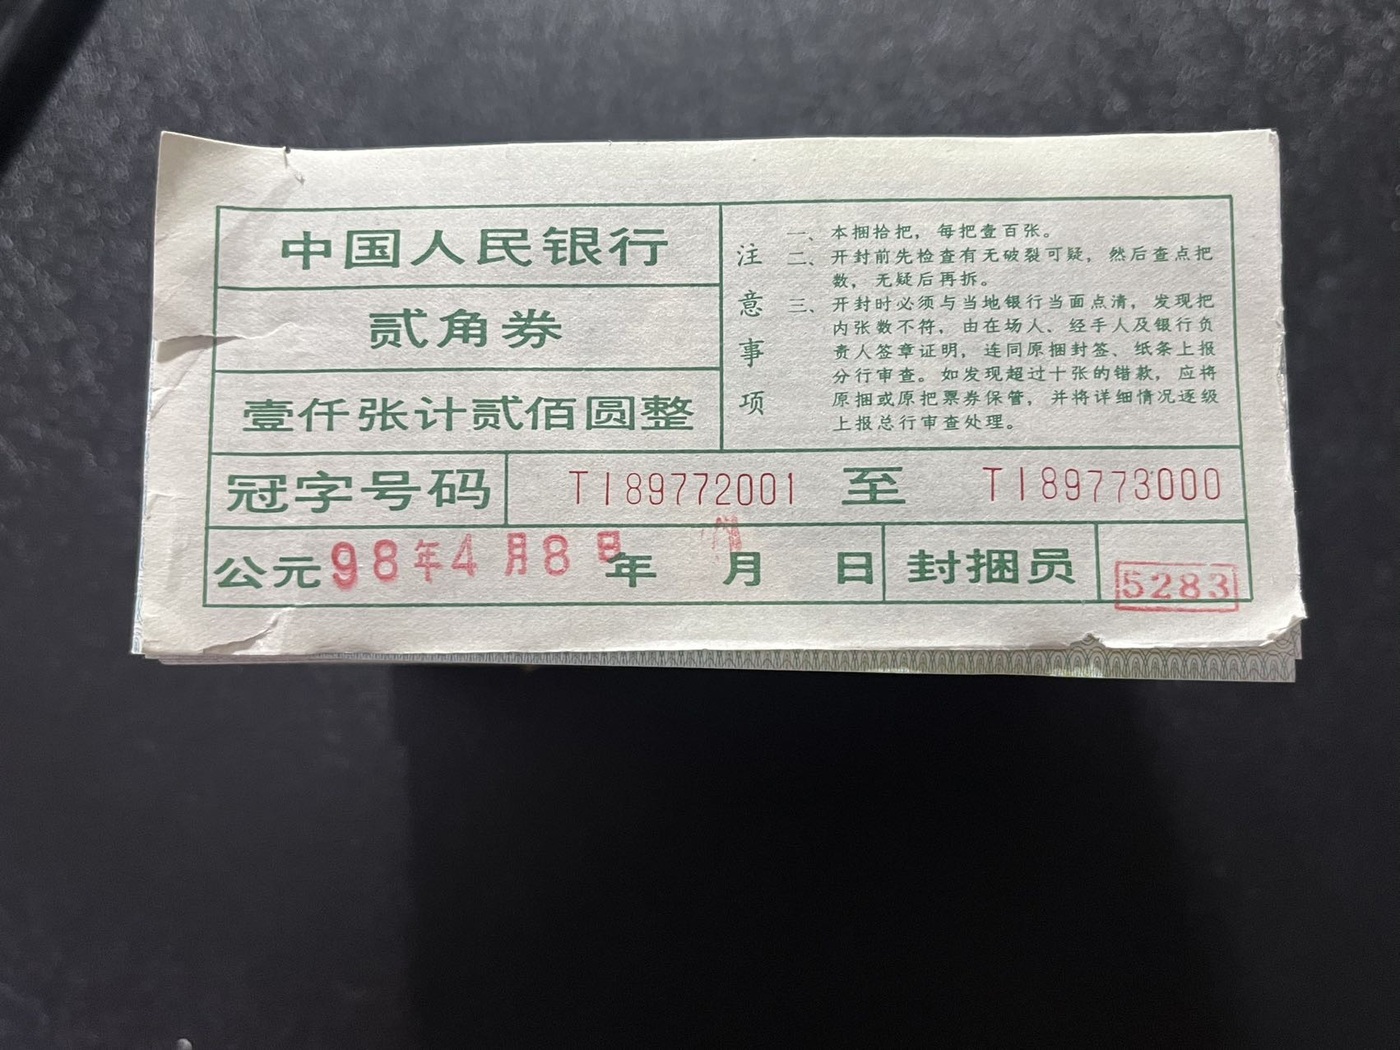 中国人民银行
贰角券
壹仟张计贰佰圆整
注意事项
一、本捆拾把，每把壹百张。
二、开封前先检查有无破裂可疑，然后查点把
数，无疑后再拆。
三、开封时必须与当地银行当面点清，发现把
内张数不符，由在场人、经手人及银行负
责人签章证明，连同原捆封签、纸条上报
分行审查。如发现超过十张的错款，应将
原捆或原把票券保管，并将详细情况逐级
上报总行审查处理。
冠字号码 TI89772001 至 TI89773000
公元 98年4月8日 年 月 日 封捆员 5283